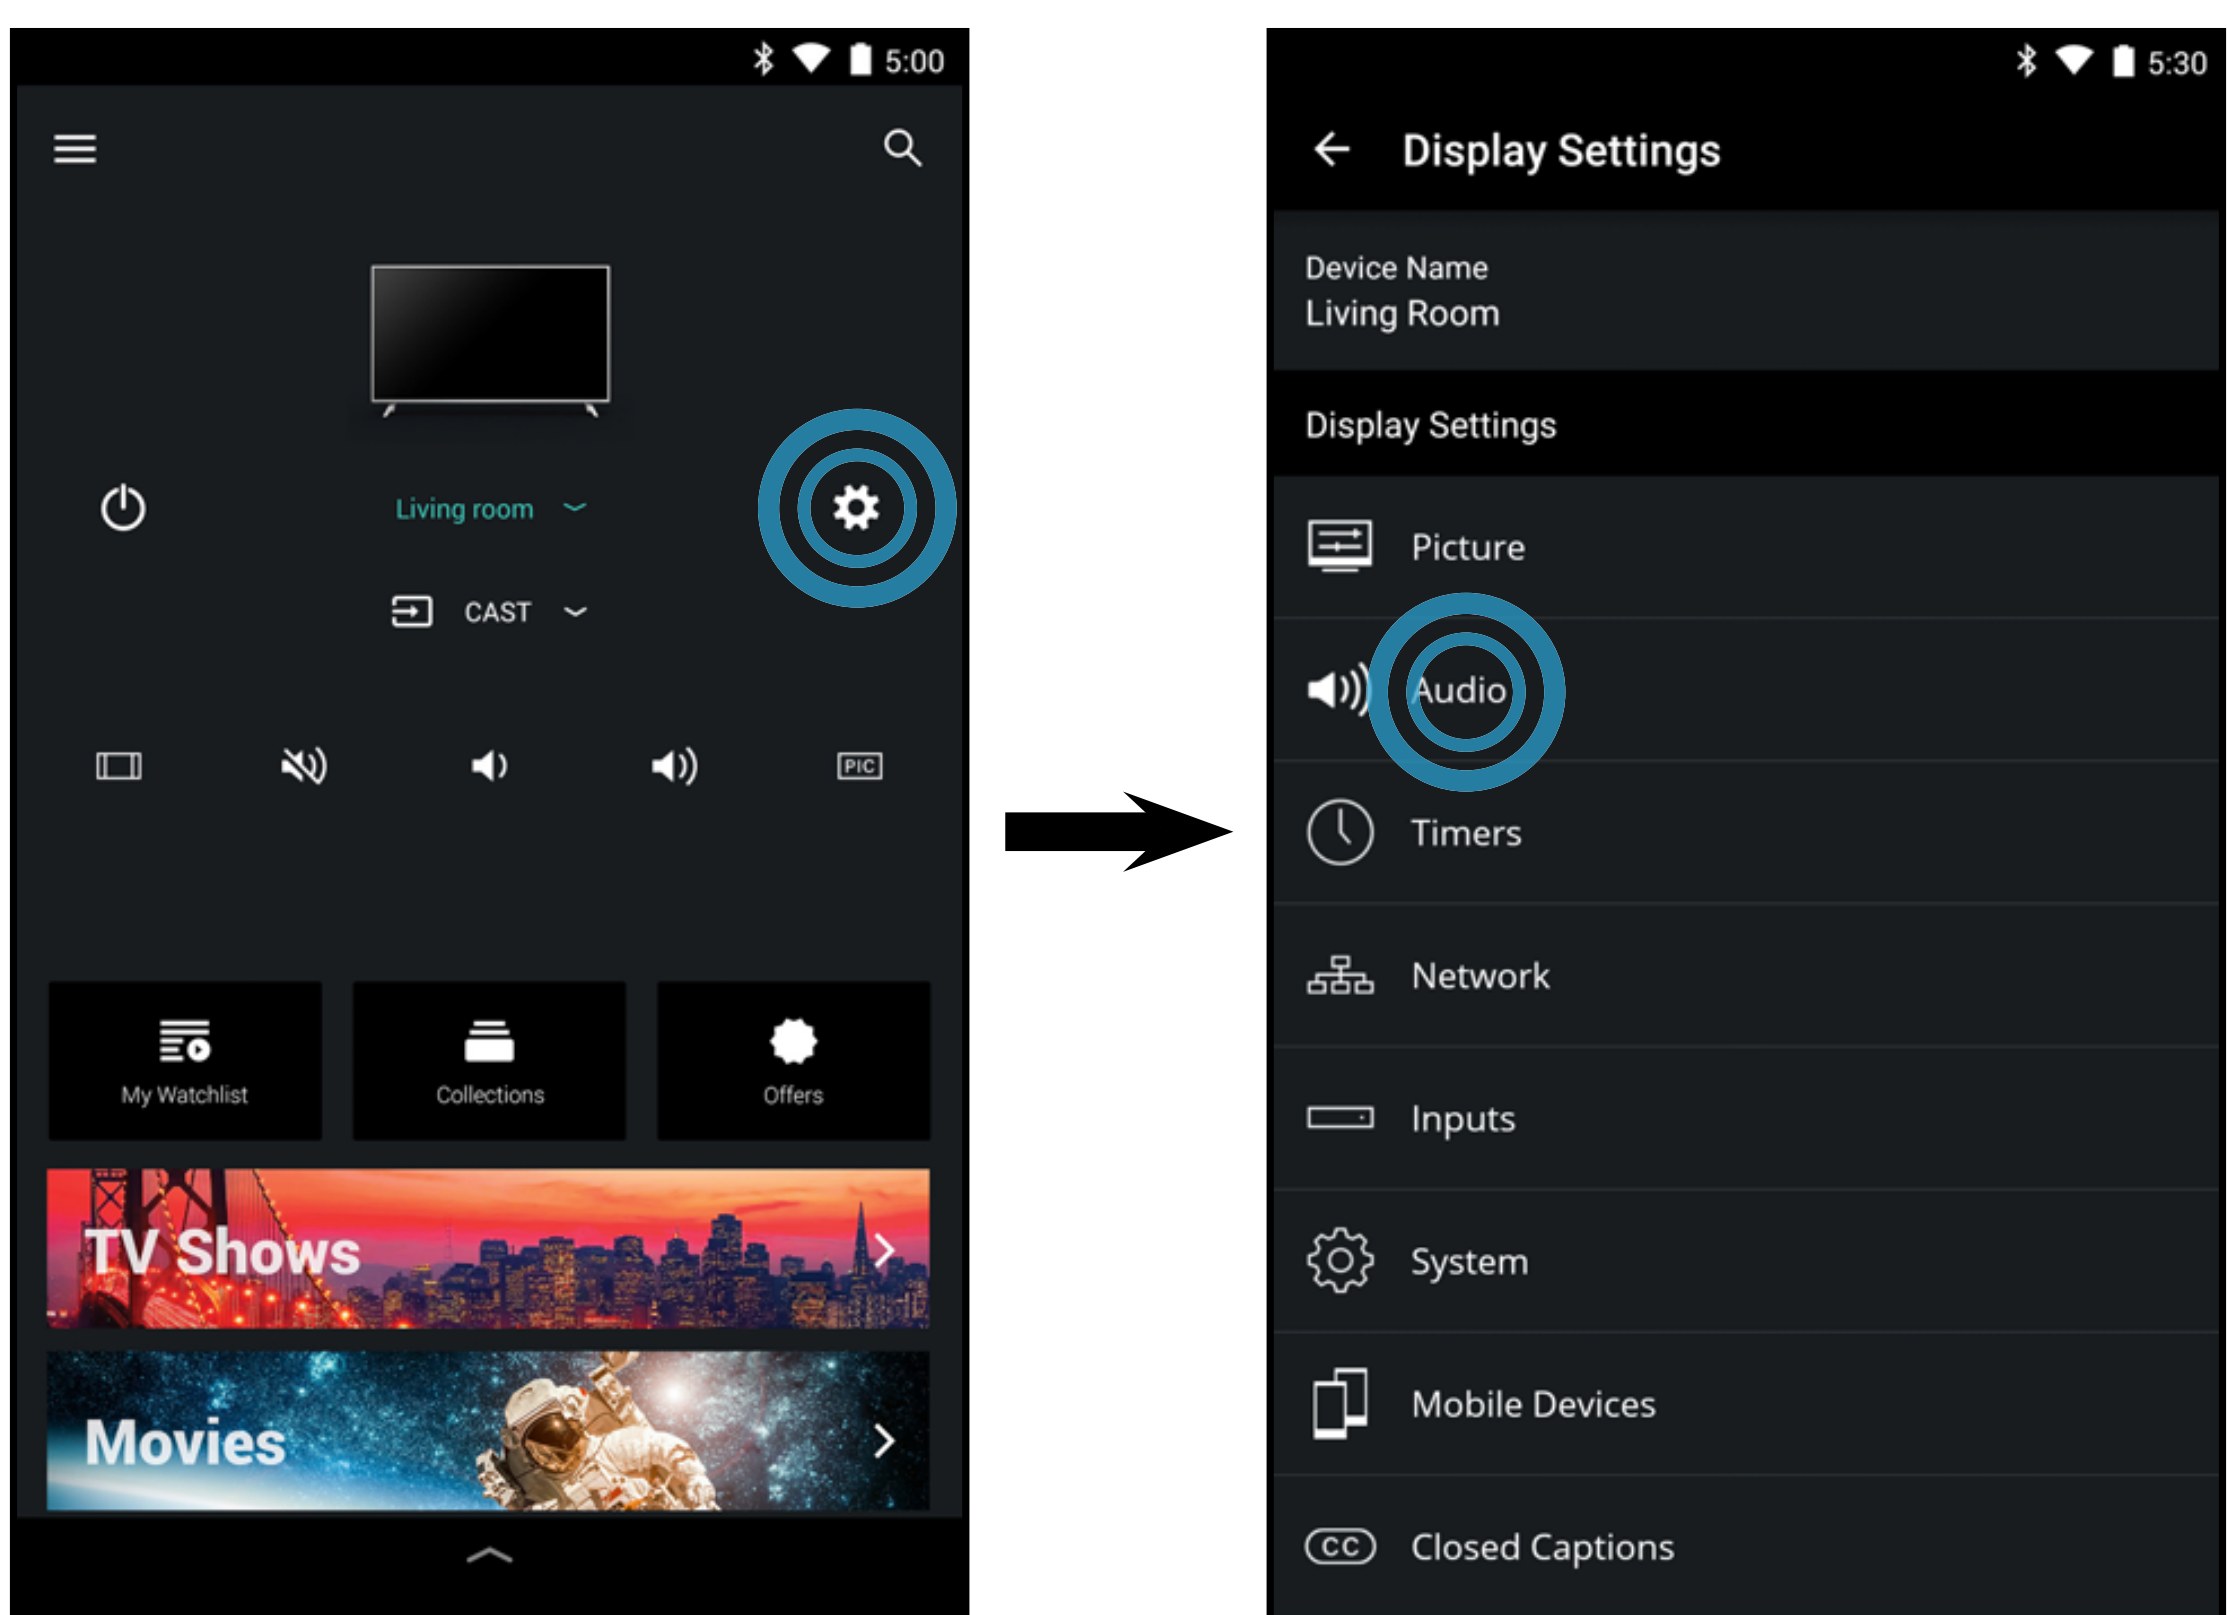 5:00
Living room
CAST
PIC
My Watchlist
Collections
Offers
TV Shows
Movies
5:30
Display Settings
Device Name
Living Room
Display Settings
Picture
Audio
Timers
Network
Inputs
System
Mobile Devices
CC Closed Captions